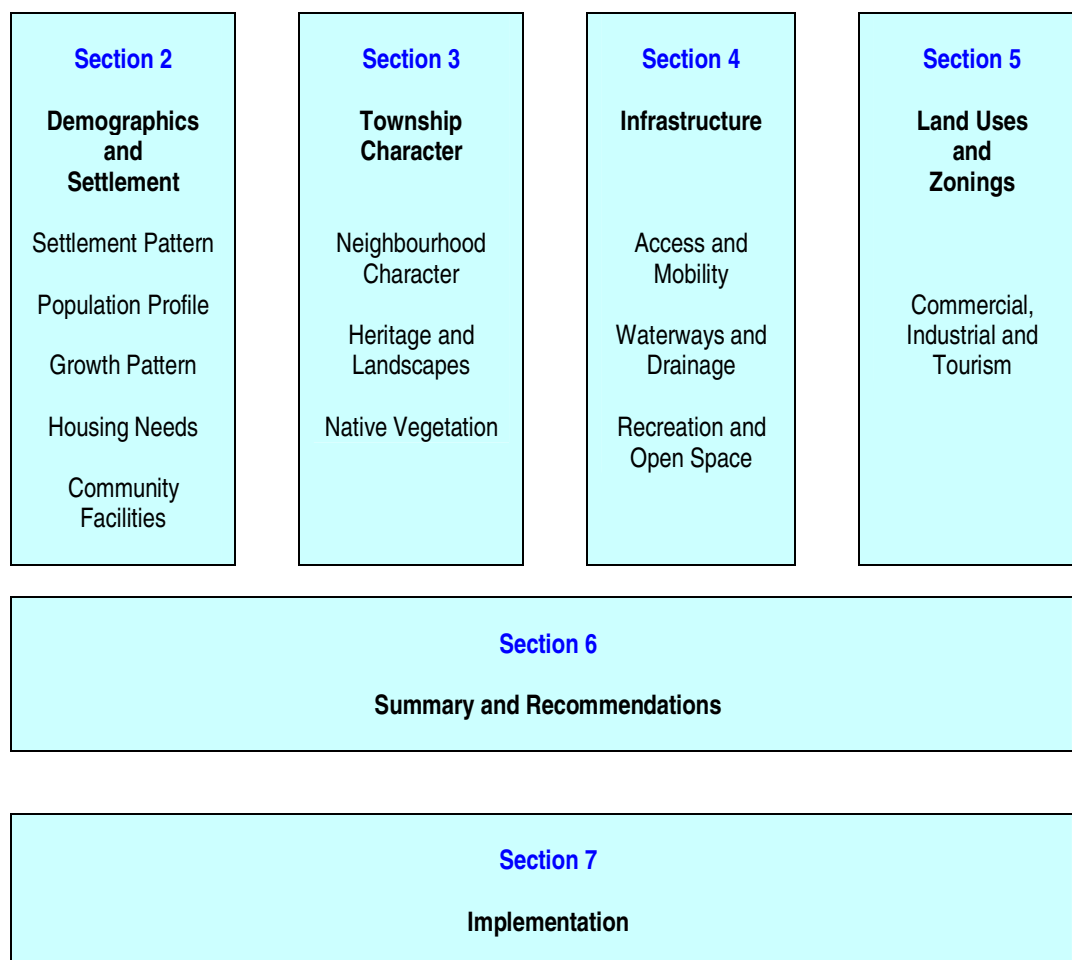 Section 2
Demographics
and
Settlement
Settlement Pattern
Population Profile
Growth Pattern
Housing Needs
Community
Facilities
Section 3
Township
Character
Neighbourhood
Character
Heritage and
Landscapes
Native Vegetation
Section 4
Infrastructure
Access and
Mobility
Waterways and
Drainage
Recreation and
Open Space
Section 5
Land Uses
and
Zonings
Commercial,
Industrial and
Tourism
Section 6
Summary and Recommendations
Section 7
Implementation